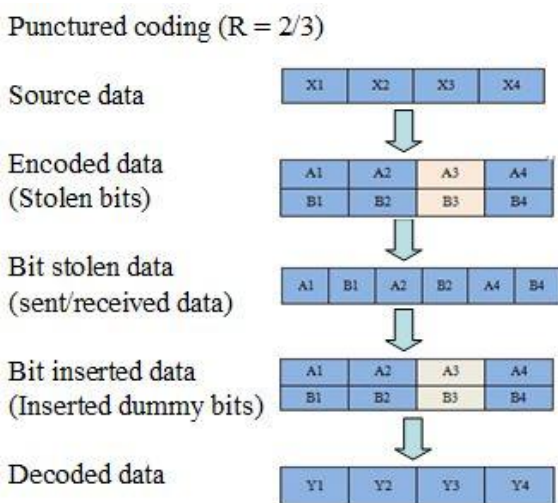 Punctured coding (R = 2/3)
Source data
X1 X2 X3 X4
Encoded data
(Stolen bits)
A1 A2 A3 A4
B1 B2 B3 B4
Bit stolen data
(sent/received data)
A1 B1 A2 B2 A4 B4
Bit inserted data
(Inserted dummy bits)
A1 A2 A3 A4
B1 B2 B3 B4
Decoded data
Y1 Y2 Y3 Y4